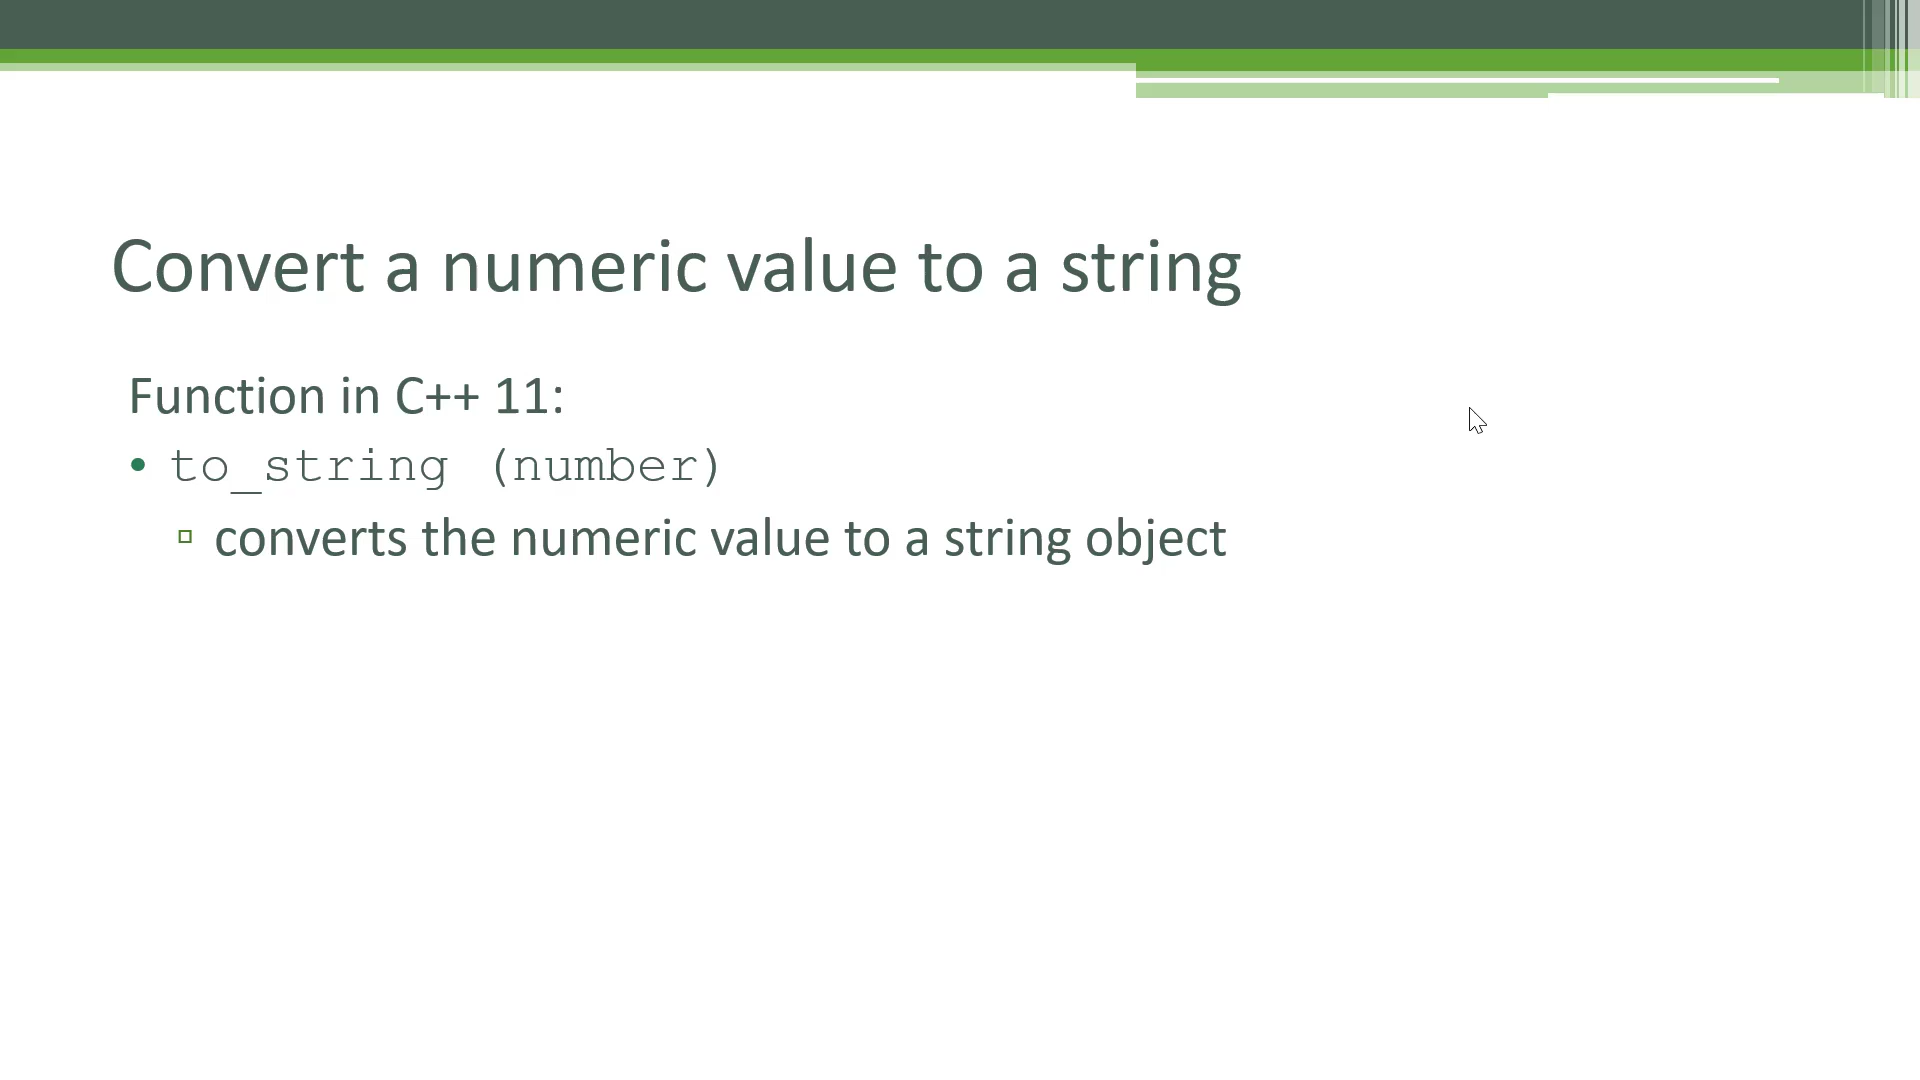 Convert a numeric value to a string
Function in C++ 11:
• to_string (number)
▫ converts the numeric value to a string object